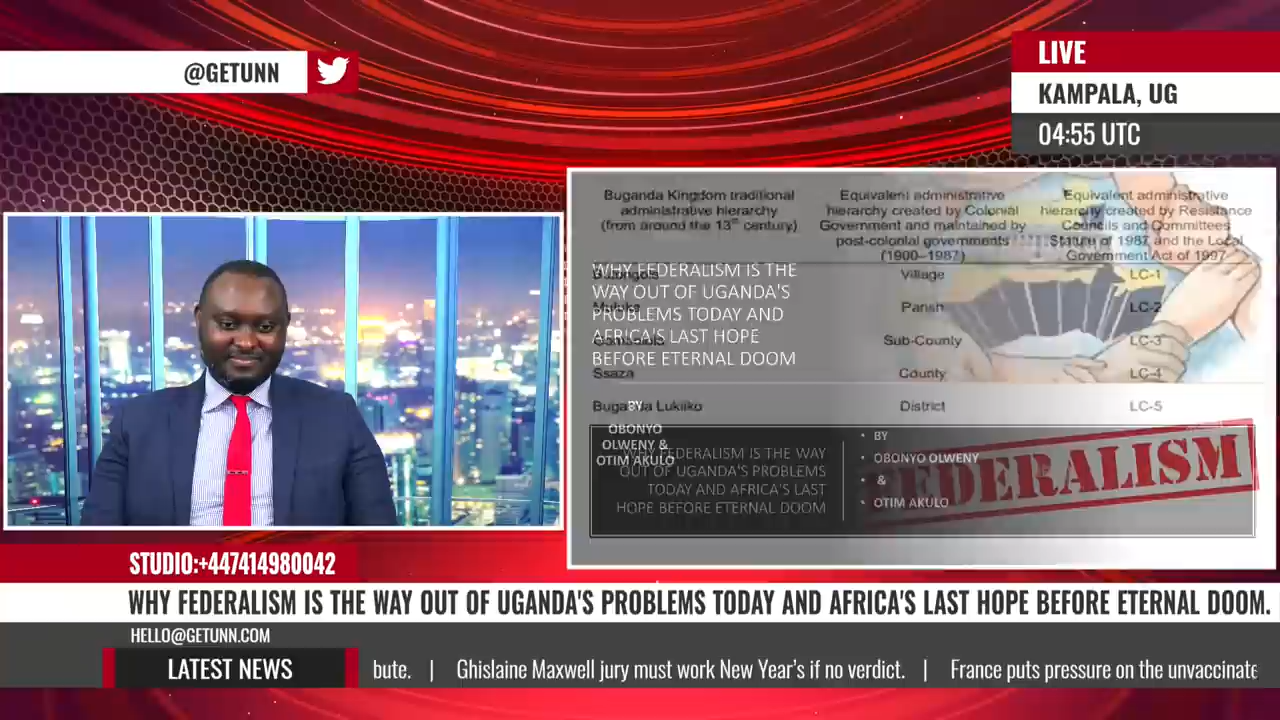 @GETUNN
LIVE
KAMPALA, UG
04:55 UTC
Buganda Kingdom traditional
administrative hierarchy
(from around the 13th century)
Equivalent administrative
hierarchy created by Colonial
Government and maintained by
post-colonial governments
(1900–1987)
Equivalent administrative
hierarchy created by Resistance
Councils and Committees
Statute of 1987 and the Local
Government Act of 1997
Village
LC-1
Parish
LC-2
Sub-County
LC-3
Ssaza
County
LC-4
Buganda Lukiiko
District
LC-5
WHY FEDERALISM IS THE
WAY OUT OF UGANDA'S
PROBLEMS TODAY AND
AFRICA'S LAST HOPE
BEFORE ETERNAL DOOM
BY
OBONYO
OLWENY &
OTIM AKULO
WHY FEDERALISM IS THE WAY
OUT OF UGANDA'S PROBLEMS
TODAY AND AFRICA'S LAST
HOPE BEFORE ETERNAL DOOM
• BY
• OBONYO OLWENY
• &
• OTIM AKULO
FEDERALISM
STUDIO:+447414980042
WHY FEDERALISM IS THE WAY OUT OF UGANDA'S PROBLEMS TODAY AND AFRICA'S LAST HOPE BEFORE ETERNAL DOOM.
HELLO@GETUNN.COM
LATEST NEWS
bute. | Ghislaine Maxwell jury must work New Year's if no verdict. | France puts pressure on the unvaccinate